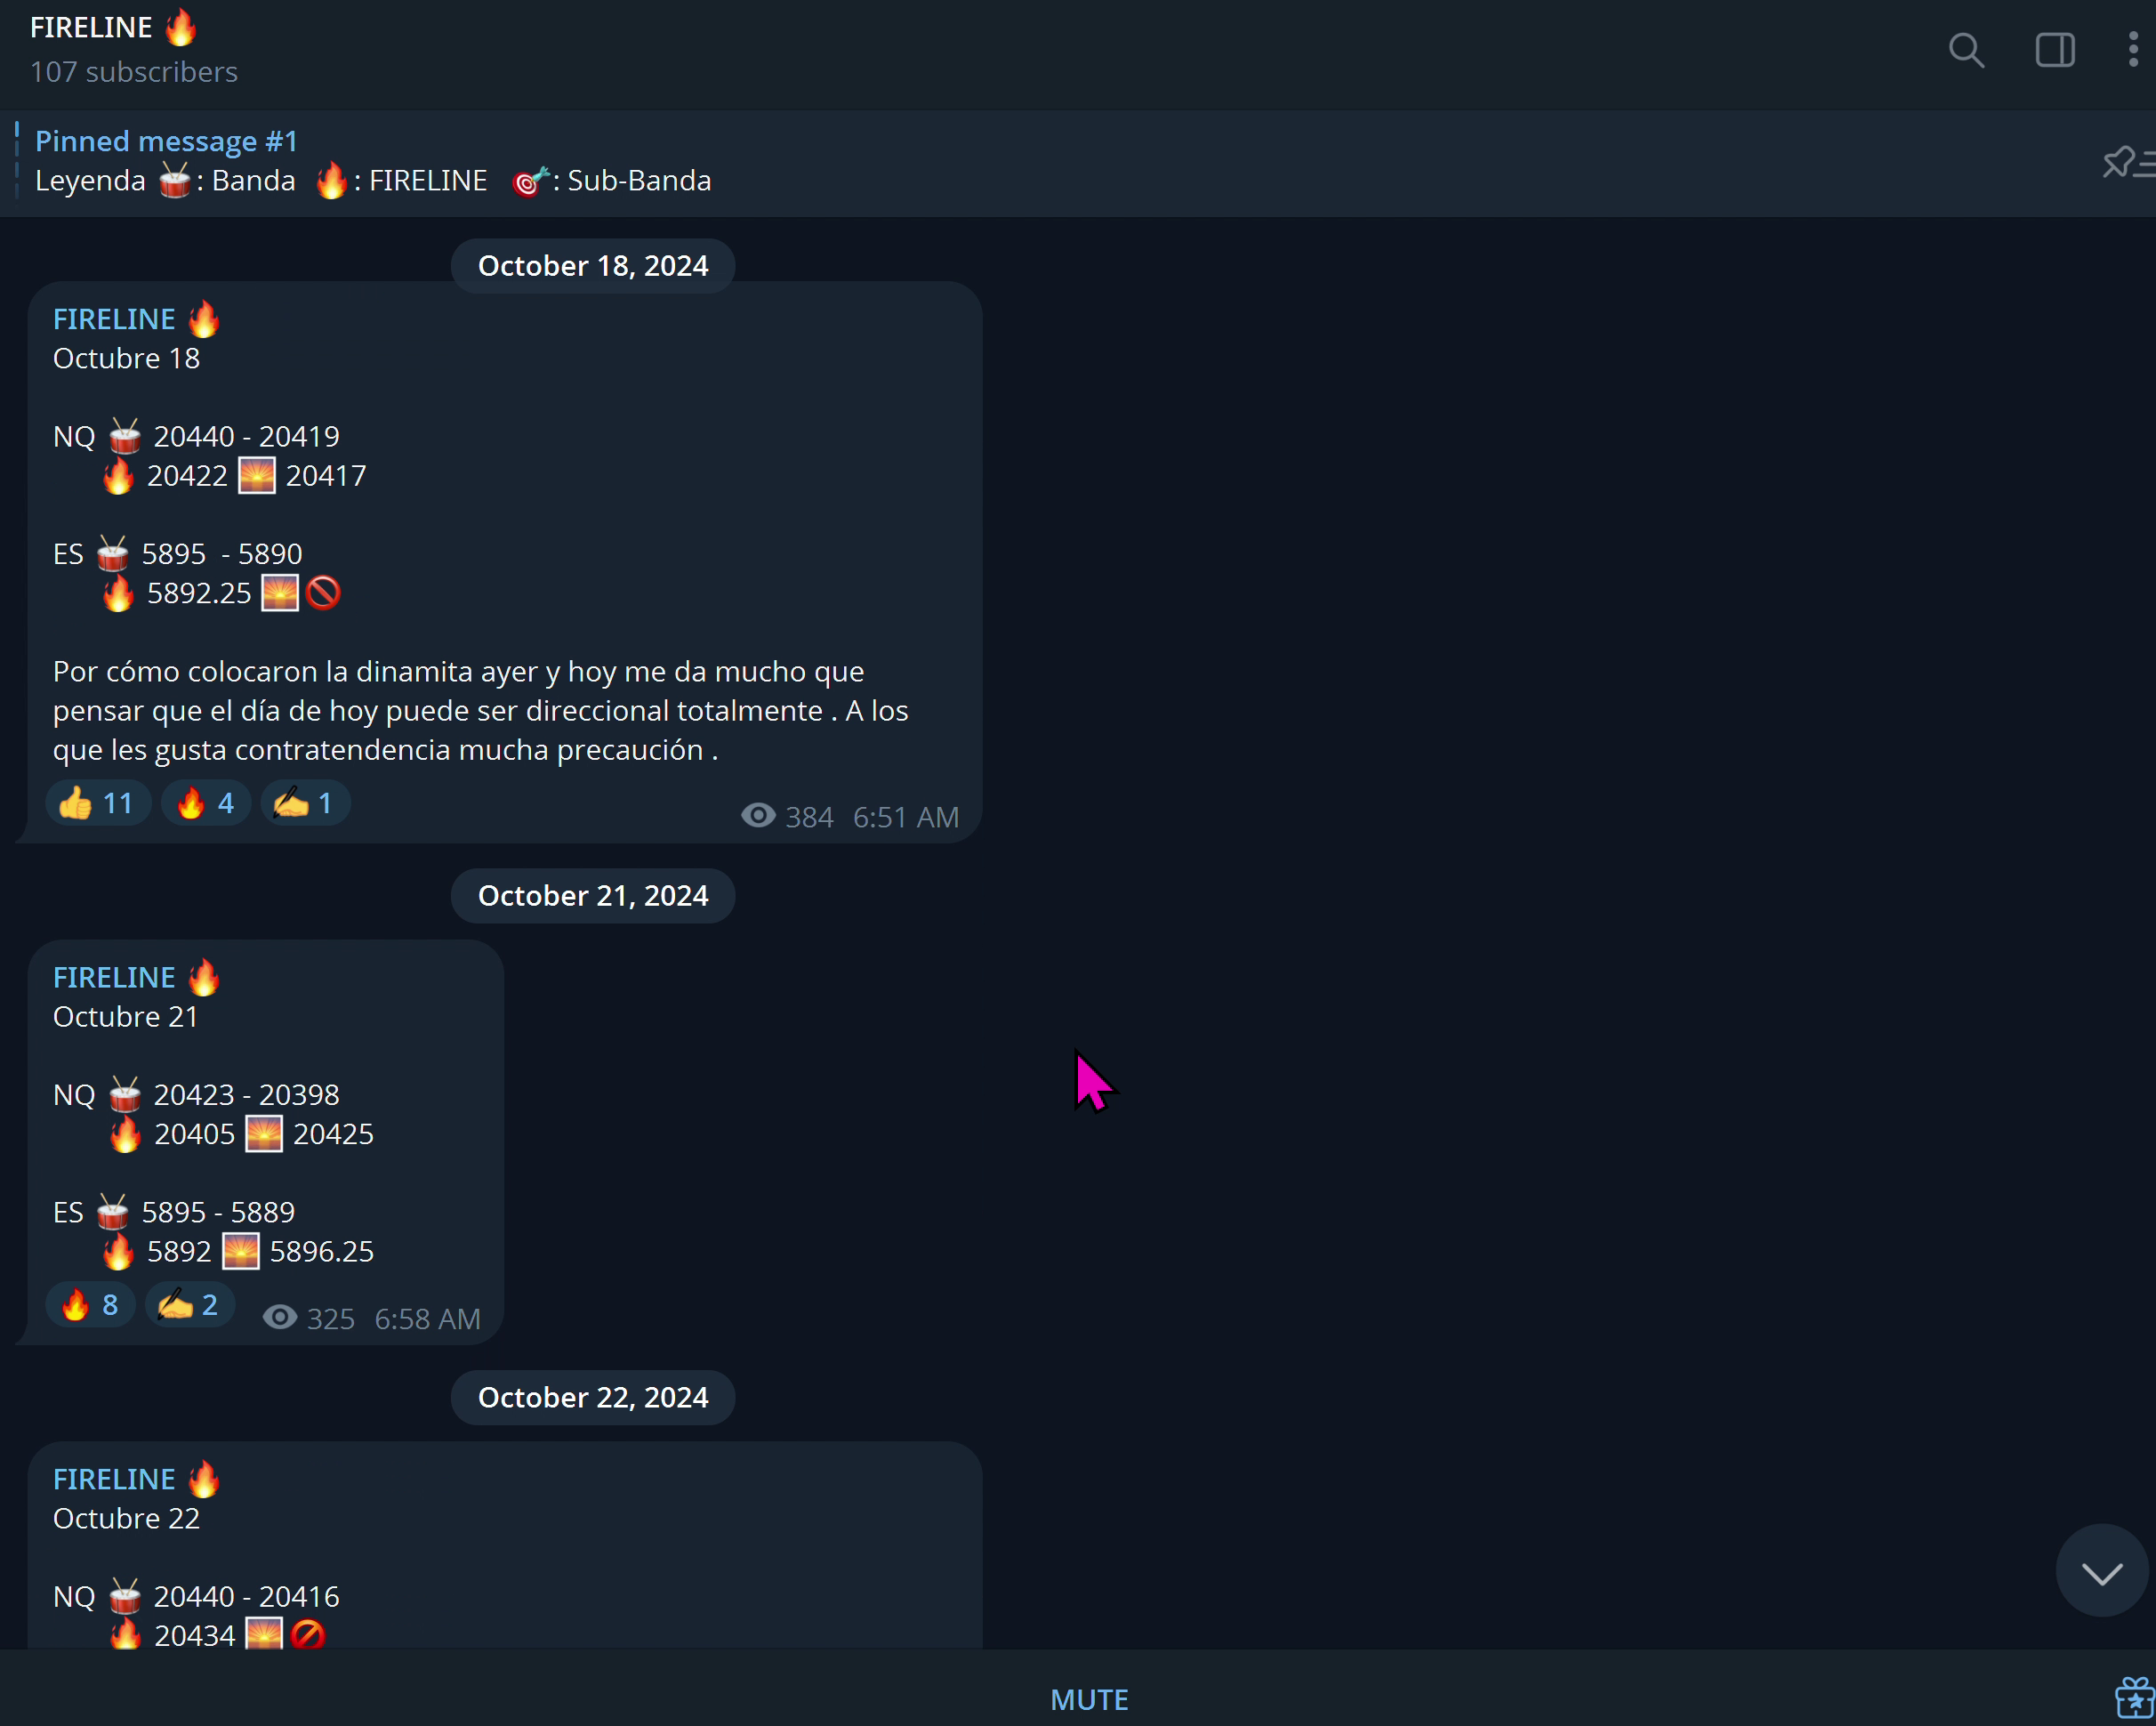 FIRELINE 🔥
107 subscribers
Pinned message #1
Leyenda 🥁: Banda 🔥: FIRELINE 🎯: Sub-Banda
October 18, 2024
FIRELINE 🔥
Octubre 18
NQ 🥁 20440 - 20419
🔥 20422 🌅 20417
ES 🥁 5895  - 5890
🔥 5892.25 🌅🚫
Por cómo colocaron la dinamita ayer y hoy me da mucho que
pensar que el día de hoy puede ser direccional totalmente . A los
que les gusta contratendencia mucha precaución .
👍 11 🔥 4 ✍️ 1
384 6:51 AM
October 21, 2024
FIRELINE 🔥
Octubre 21
NQ 🥁 20423 - 20398
🔥 20405 🌅 20425
ES 🥁 5895 - 5889
🔥 5892 🌅 5896.25
🔥 8 ✍️ 2
325 6:58 AM
October 22, 2024
FIRELINE 🔥
Octubre 22
NQ 🥁 20440 - 20416
🔥 20434 🌅🚫
MUTE